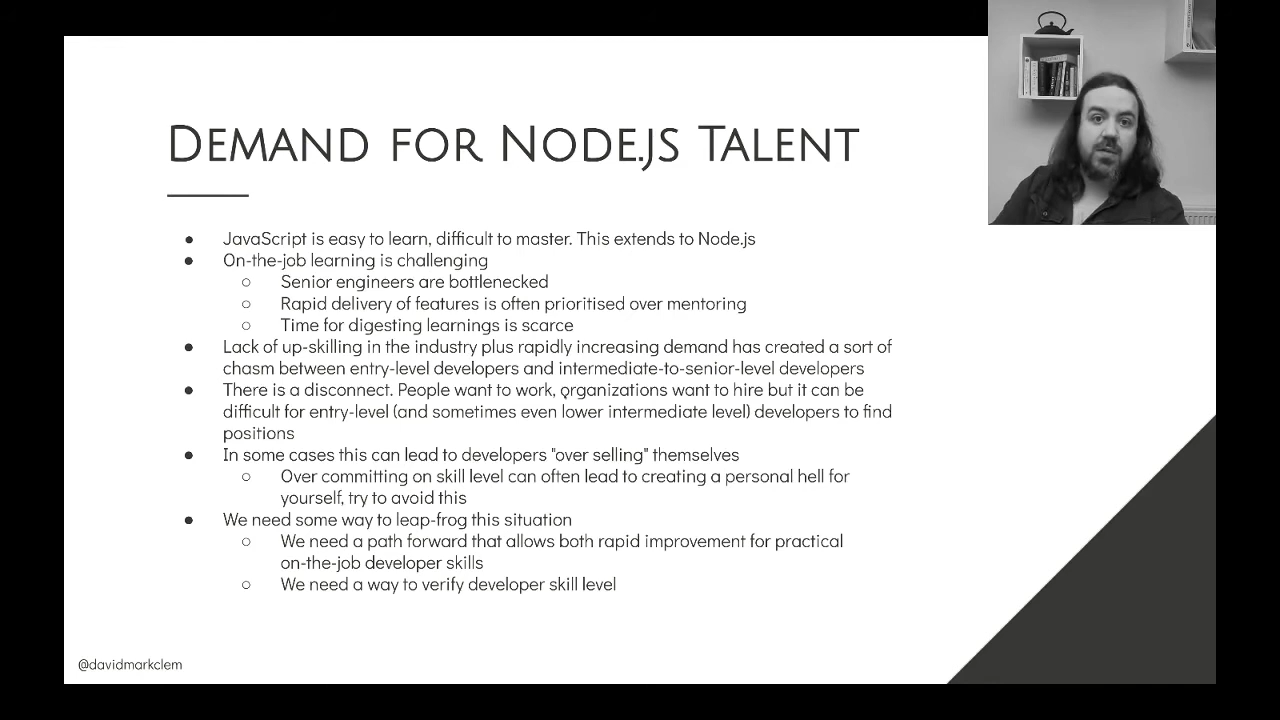 DEMAND FOR NODE.JS TALENT
● JavaScript is easy to learn, difficult to master. This extends to Node.js
● On-the-job learning is challenging
○ Senior engineers are bottlenecked
○ Rapid delivery of features is often prioritised over mentoring
○ Time for digesting learnings is scarce
● Lack of up-skilling in the industry plus rapidly increasing demand has created a sort of
chasm between entry-level developers and intermediate-to-senior-level developers
● There is a disconnect. People want to work, organizations want to hire but it can be
difficult for entry-level (and sometimes even lower intermediate level) developers to find
positions
● In some cases this can lead to developers "over selling" themselves
○ Over committing on skill level can often lead to creating a personal hell for
yourself, try to avoid this
● We need some way to leap-frog this situation
○ We need a path forward that allows both rapid improvement for practical
on-the-job developer skills
○ We need a way to verify developer skill level
@davidmarkclem